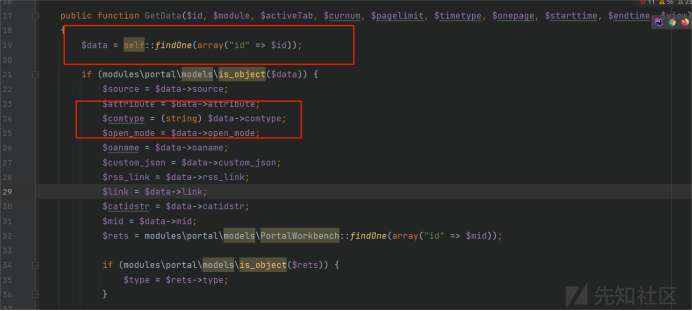 17 public function GetData($id, $module, $activeTab, $curnum, $pagelimit, $timetype, $onepage, $starttime, $endtime,
18 {
19 $data = self::findOne(array("id" => $id));
20
21 if (modules\portal\models\is_object($data)) {
22 $source = $data->source;
23 $attribute = $data->attribute;
24 $comtype = (string) $data->comtype;
25 $open_mode = $data->open_mode;
26 $oaname = $data->oaname;
27 $custom_json = $data->custom_json;
28 $rss_link = $data->rss_link;
29 $link = $data->link;
30 $catidstr = $data->catidstr;
31 $mid = $data->mid;
32 $rets = modules\portal\models\PortalWorkbench::findOne(array("id" => $mid));
33
34 if (modules\portal\models\is_object($rets)) {
35 $type = $rets->type;
36 }
先知社区